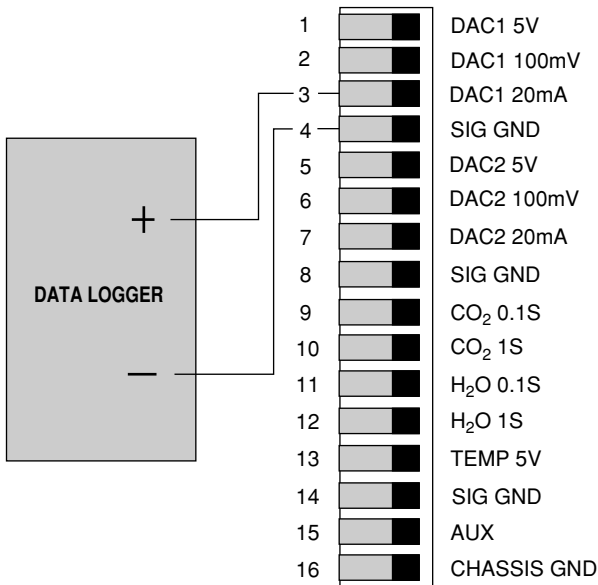 1 DAC1 5V
2 DAC1 100mV
3 DAC1 20mA
4 SIG GND
5 DAC2 5V
6 DAC2 100mV
7 DAC2 20mA
8 SIG GND
9 CO₂ 0.1S
10 CO₂ 1S
11 H₂O 0.1S
12 H₂O 1S
13 TEMP 5V
14 SIG GND
15 AUX
16 CHASSIS GND
+
DATA LOGGER
—